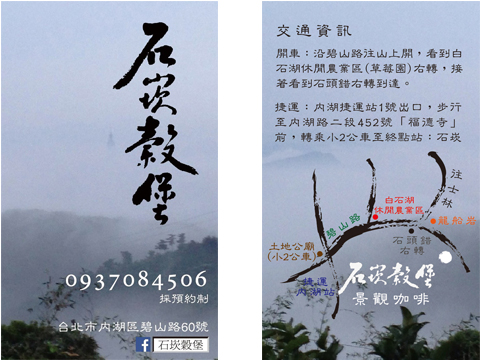 石崁穀堡
0937084506
採預約制
台北市內湖區碧山路60號
f 石崁穀堡
交通資訊
開車：沿碧山路往山上開，看到白
石湖休閒農業區(草莓園)右轉，接
著看到石頭錯右轉到達。
捷運：內湖捷運站1號出口，步行
至內湖路二段452號「福德寺」
前，轉乘小2公車至終點站：石崁
往士林
白石湖
休閒農業區
龍船岩
碧山路
石頭錯
右轉
土地公廟
(小2公車)
捷運
內湖站
石崁穀堡
景觀咖啡